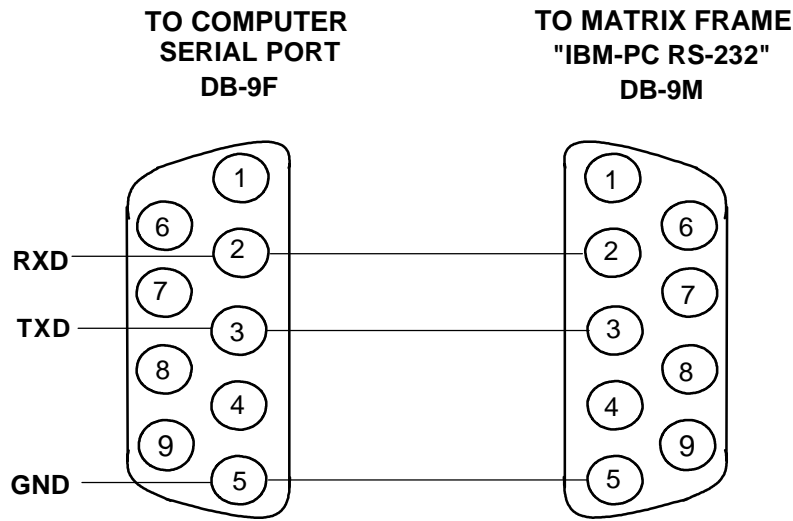 TO COMPUTER
SERIAL PORT
DB-9F
TO MATRIX FRAME
"IBM-PC RS-232"
DB-9M
1
6
RXD 2
7
TXD 3
8
4
9
GND 5
1
6
2
7
3
8
4
9
5